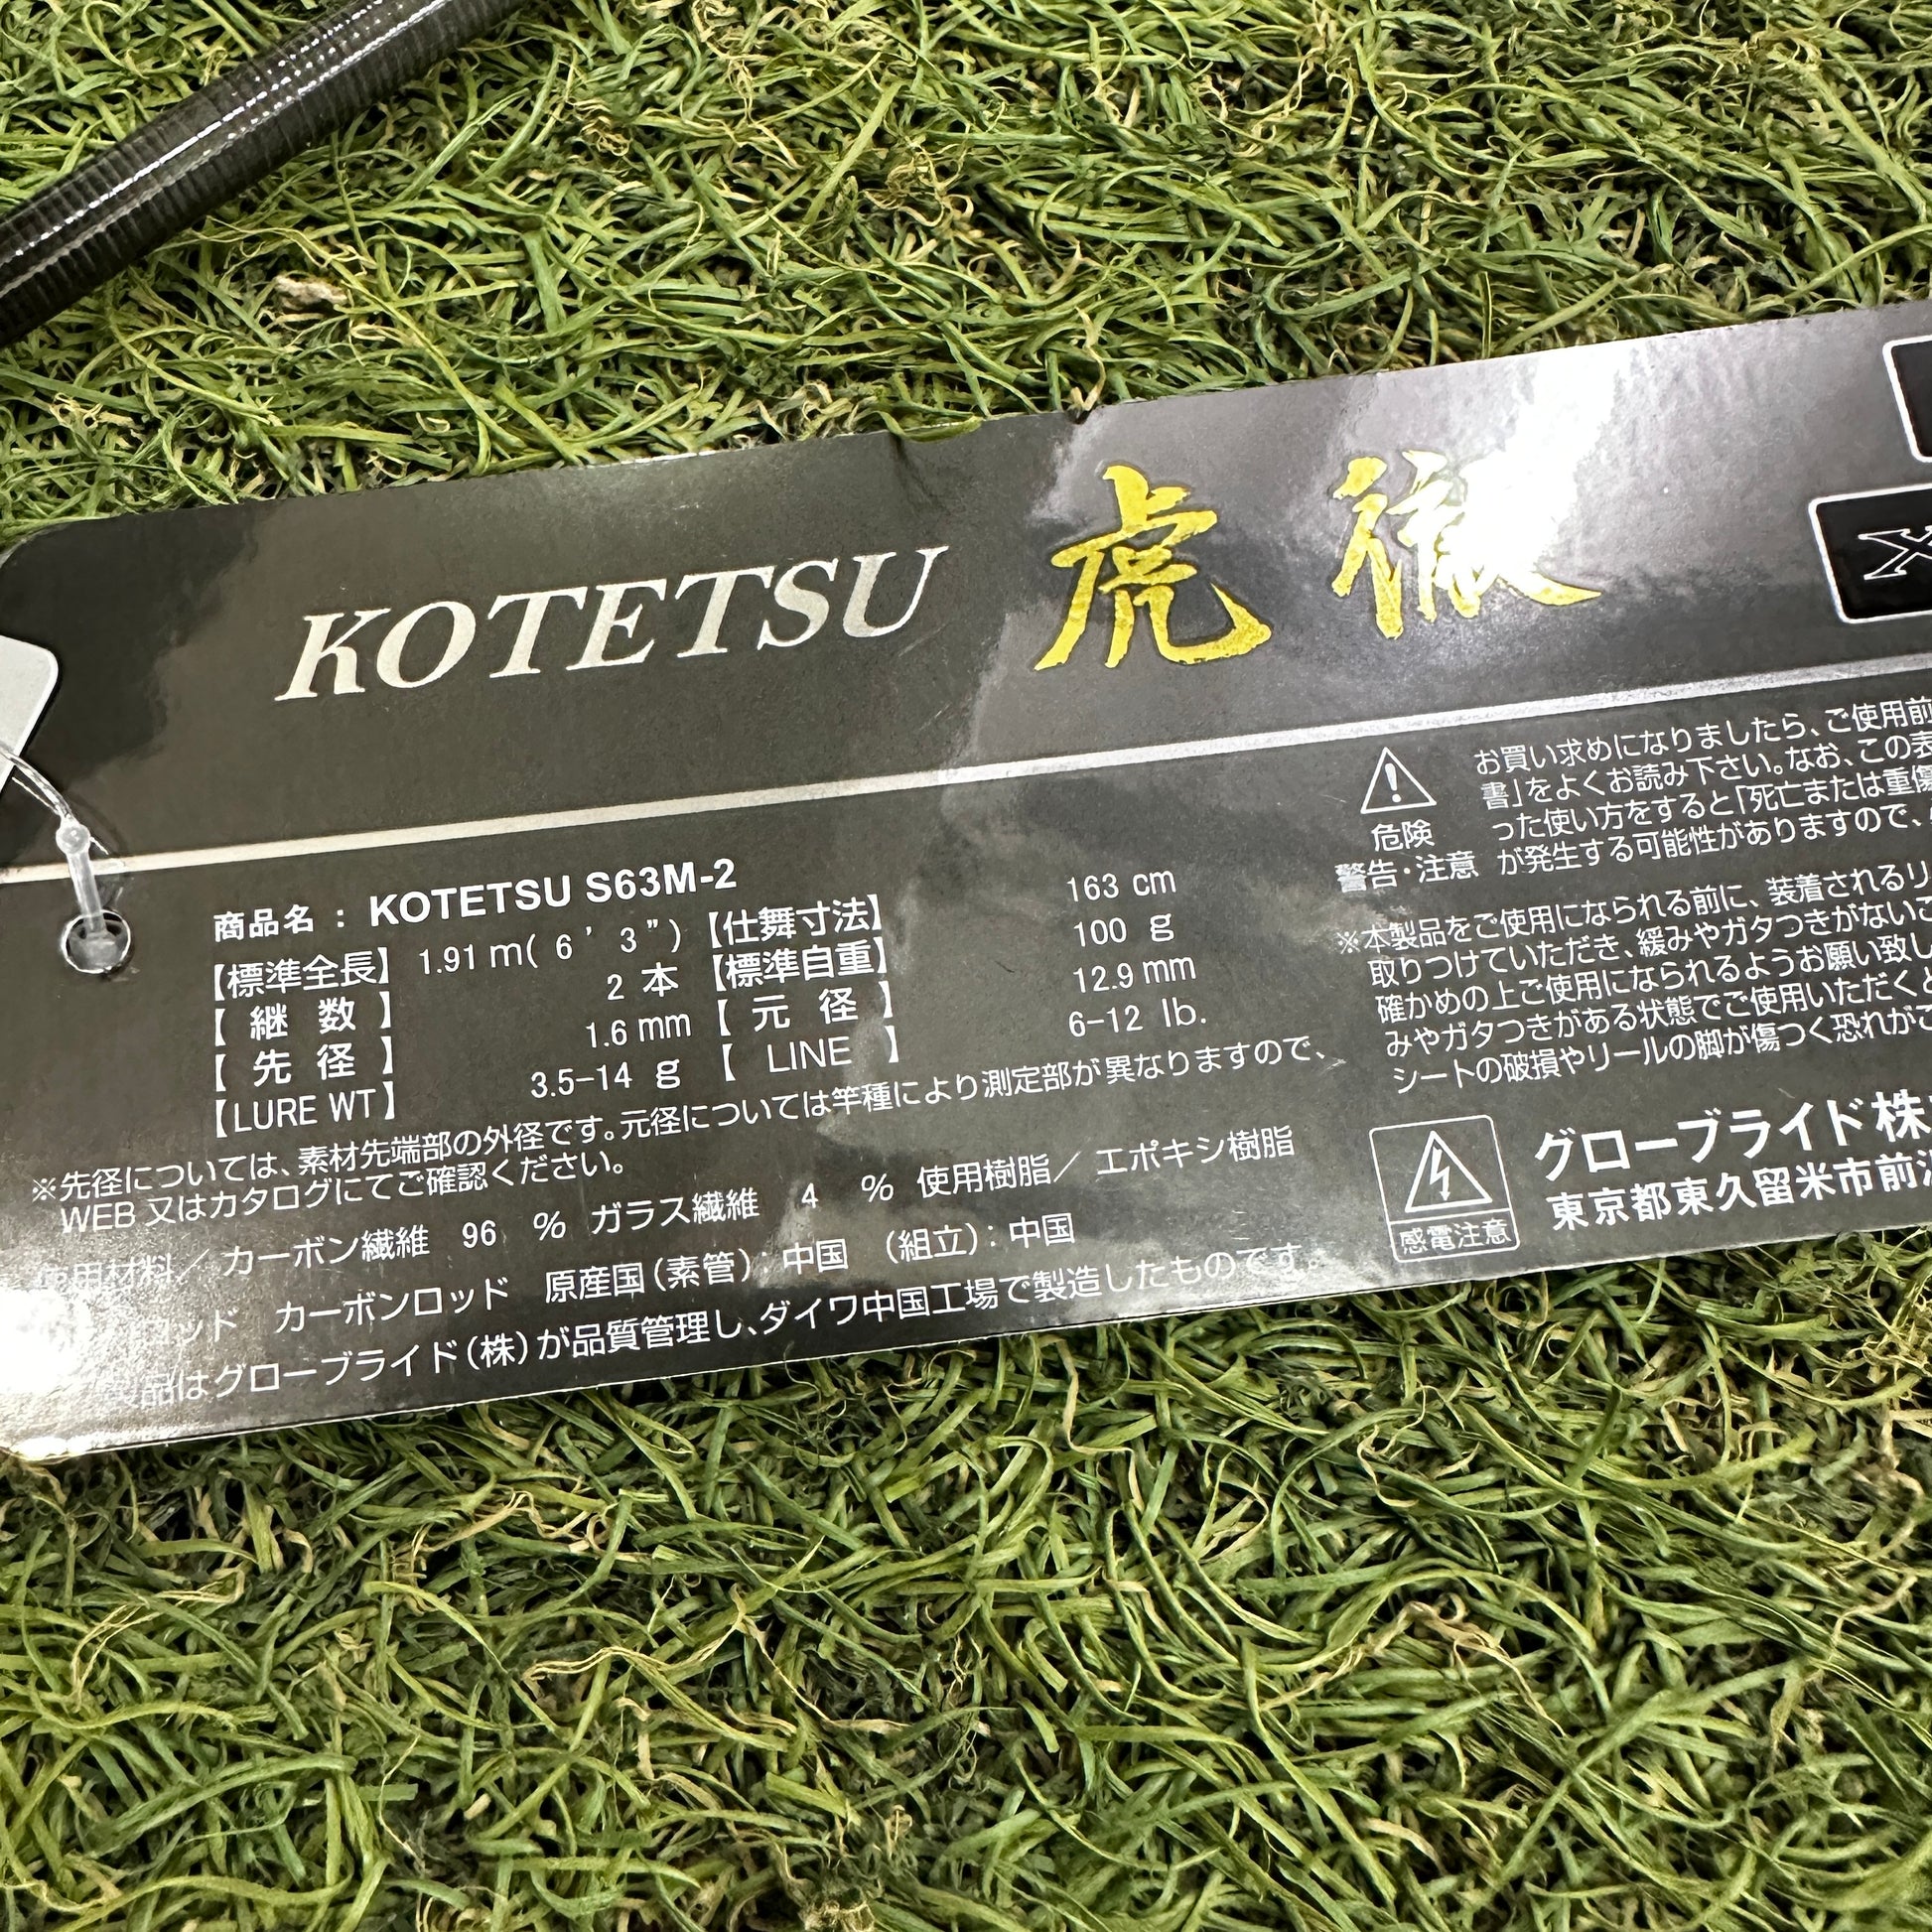 KOTETSU 虎徹
X
商品名 : KOTETSU S63M-2
【標準全長】 1.91 m( 6 ' 3 ") 【仕舞寸法】 163 cm
【 継 数 】 2 本 【標準自重】 100 g
【 先 径 】 1.6 mm 【 元 径 】 12.9 mm
【LURE WT】 3.5-14 g 【 LINE 】 6-12 lb.
※先径については、素材先端部の外径です。元径については竿種により測定部が異なりますので、
WEB 又はカタログにてご確認ください。
使用材料/ カーボン繊維 96 % ガラス繊維 4 % 使用樹脂/ エポキシ樹脂
ロッド カーボンロッド 原産国(素管): 中国 (組立): 中国
製品はグローブライド(株)が品質管理し、ダイワ中国工場で製造したものです。
危険
警告・注意
お買い求めになりましたら、ご使用前
書」をよくお読み下さい。なお、この表
った使い方をすると「死亡または重傷
が発生する可能性がありますので、
※本製品をご使用になられる前に、装着されるリ
取りつけていただき、緩みやガタつきがないこ
確かめの上ご使用になられるようお願い致し
みやガタつきがある状態でご使用いただくと
シートの破損やリールの脚が傷つく恐れがご
感電注意
グローブライド株
東京都東久留米市前沢